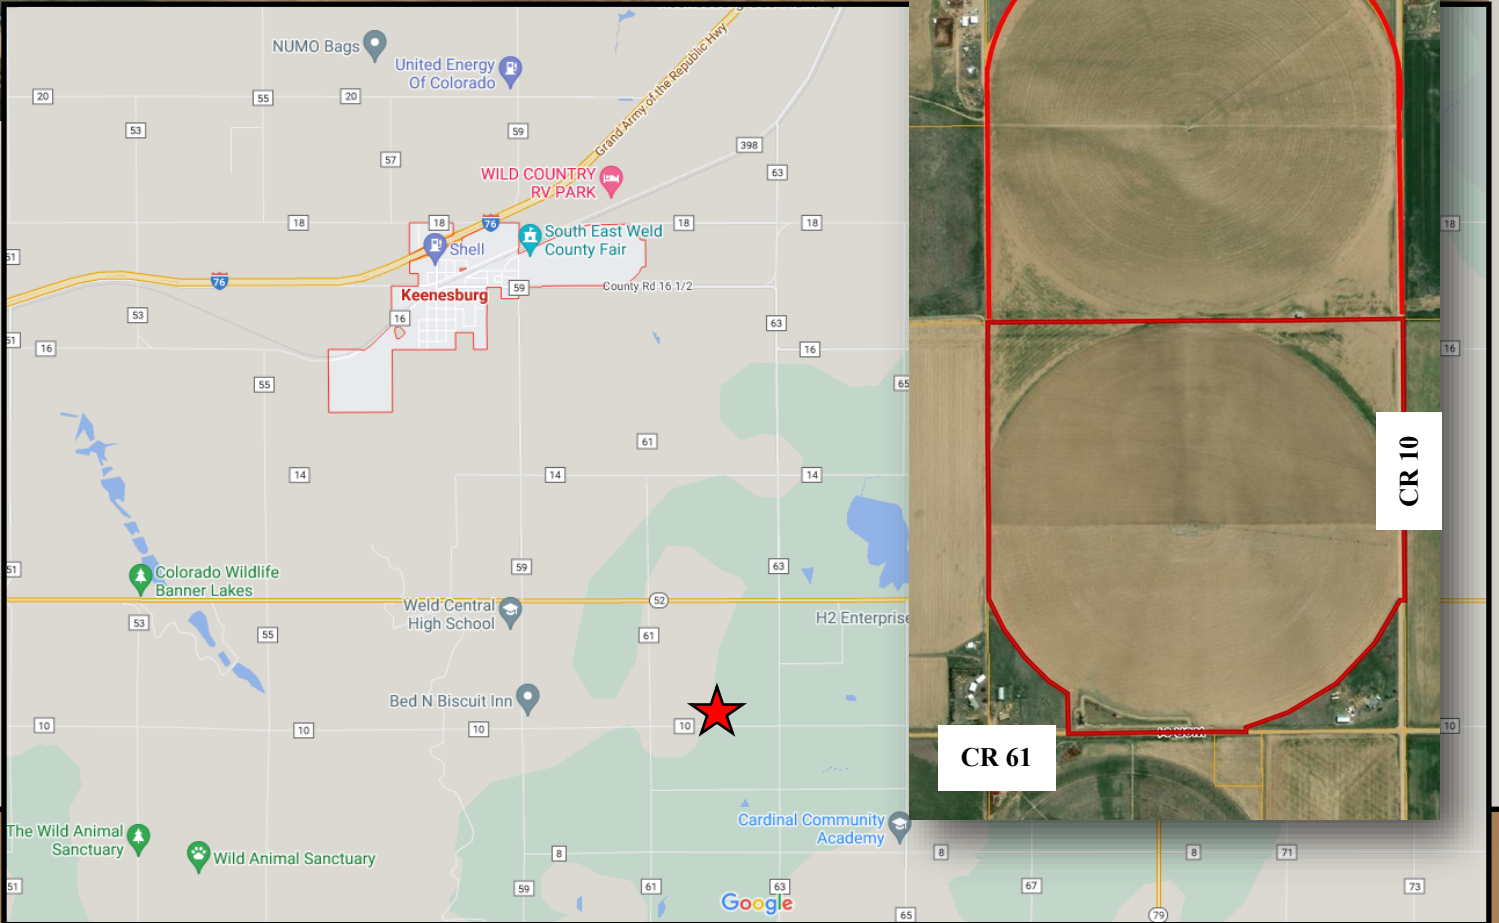 NUMO Bags
United Energy
Of Colorado
Grand Army of the Republic Hwy
20
55
20
53
59
57
398
63
WILD COUNTRY
RV PARK
18
18
76
18
18
18
South East Weld
County Fair
Shell
51
76
59
County Rd 16 1/2
Keenesburg
53
16
63
51
16
16
16
55
65
61
CR 10
14
14
14
51
Colorado Wildlife
Banner Lakes
59
63
52
Weld Central
High School
H2 Enterprise
53
55
61
Bed N Biscuit Inn
10
10
10
10
10
CR 61
The Wild Animal
Sanctuary
Wild Animal Sanctuary
Cardinal Community
Academy
8
8
8
71
51
59
61
63
67
73
Google
65
79